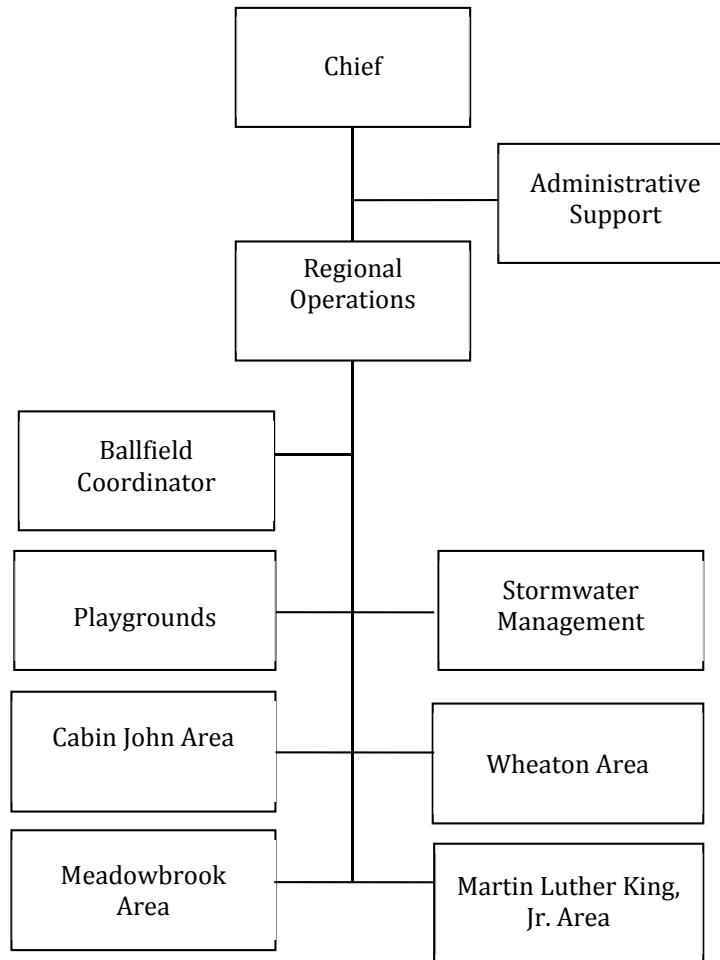 Chief
Administrative
Support
Regional
Operations
Ballfield
Coordinator
Playgrounds
Stormwater
Management
Cabin John Area
Wheaton Area
Meadowbrook
Area
Martin Luther King,
Jr. Area